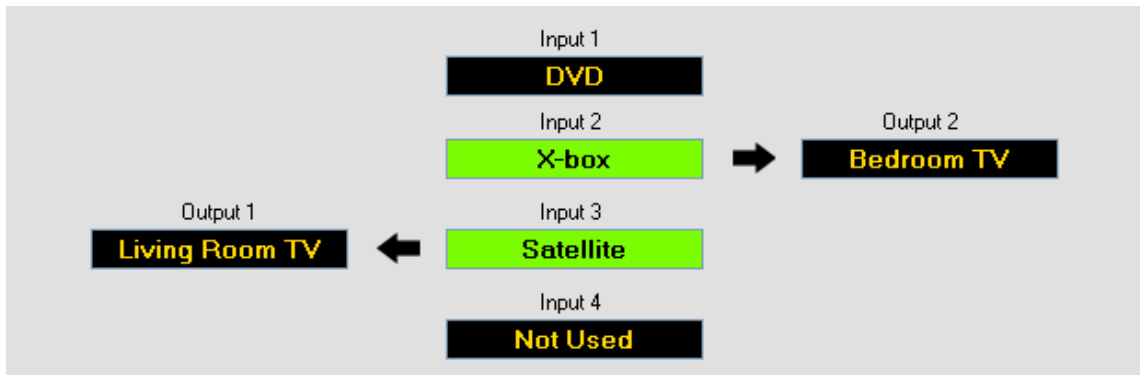 Input 1
DVD
Input 2
Output 2
X-box
Bedroom TV
Output 1
Input 3
Living Room TV
Satellite
Input 4
Not Used